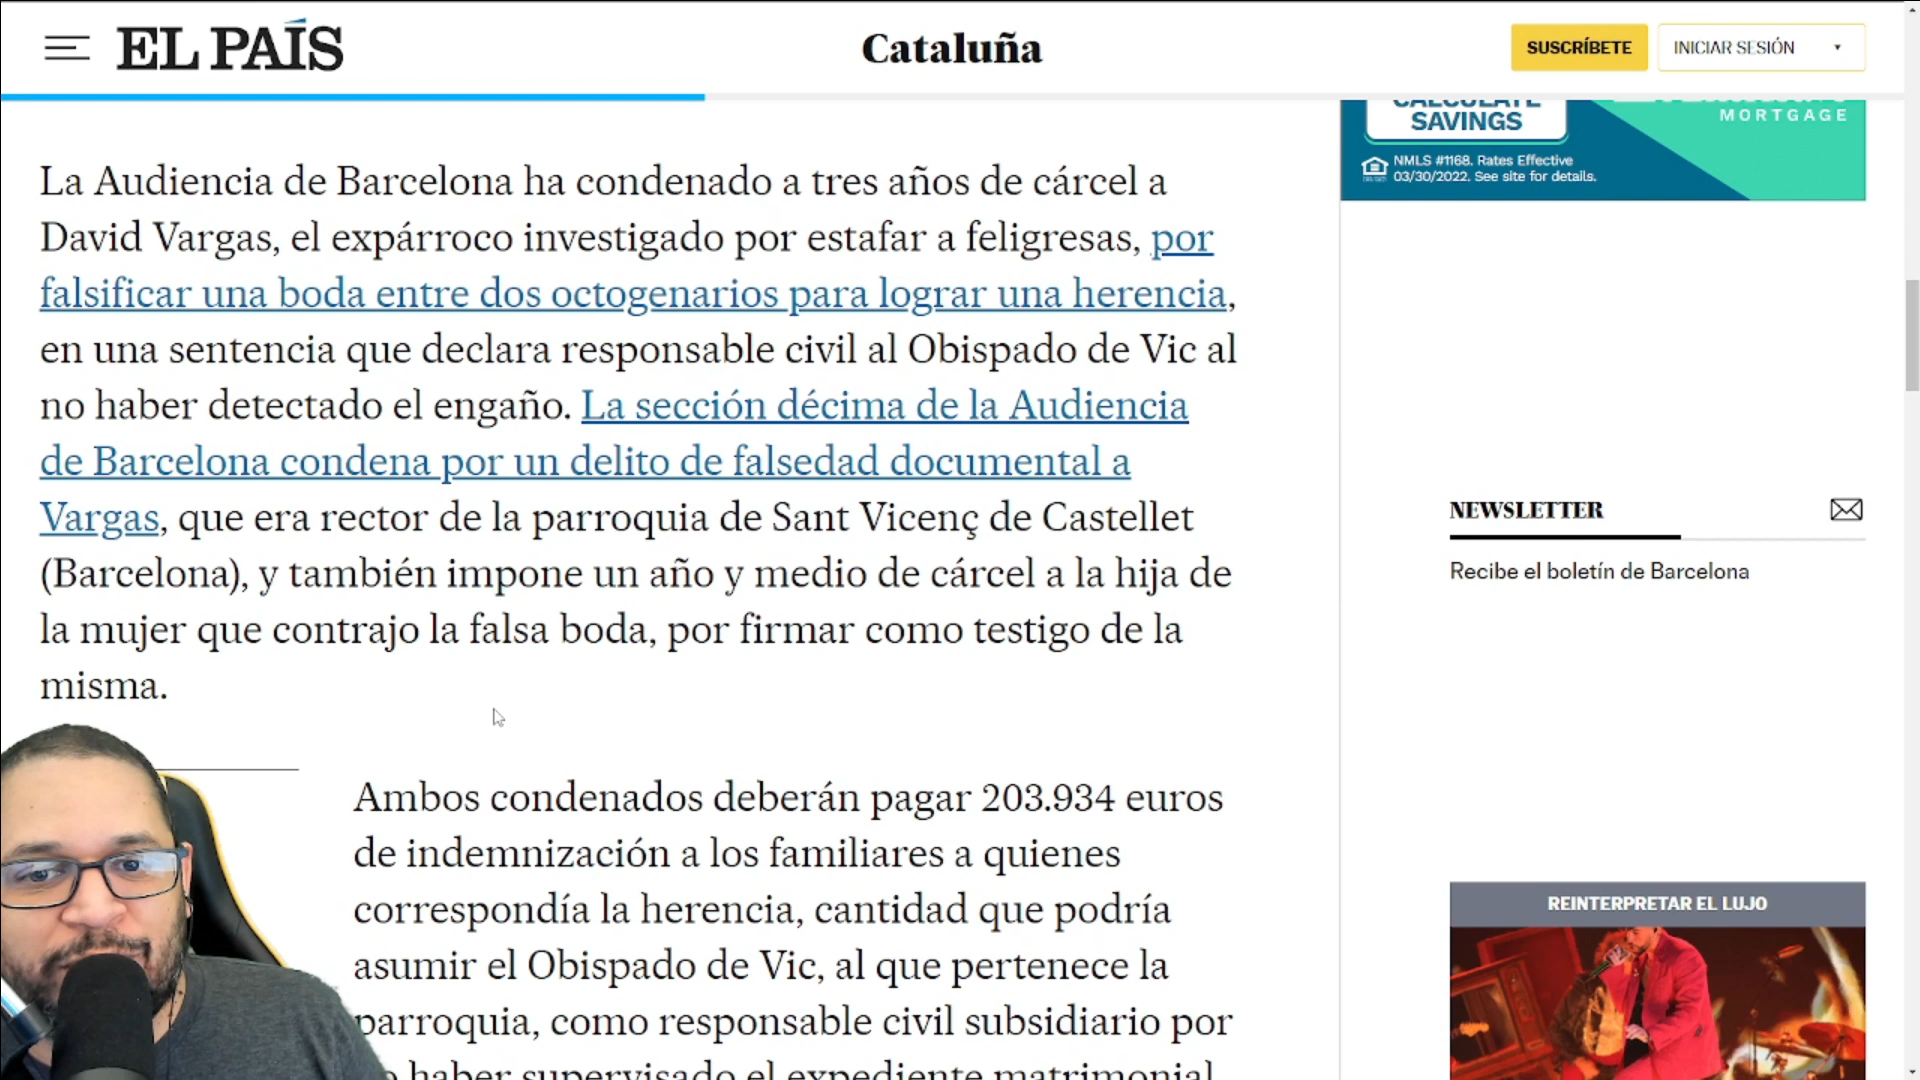 EL PAÍS
Cataluña
SUSCRÍBETE
INICIAR SESIÓN
La Audiencia de Barcelona ha condenado a tres años de cárcel a
David Vargas, el expárroco investigado por estafar a feligresas, por
falsificar una boda entre dos octogenarios para lograr una herencia,
en una sentencia que declara responsable civil al Obispado de Vic al
no haber detectado el engaño. La sección décima de la Audiencia
de Barcelona condena por un delito de falsedad documental a
Vargas, que era rector de la parroquia de Sant Vicenç de Castellet
(Barcelona), y también impone un año y medio de cárcel a la hija de
la mujer que contrajo la falsa boda, por firmar como testigo de la
misma.
Ambos condenados deberán pagar 203.934 euros
de indemnización a los familiares a quienes
correspondía la herencia, cantidad que podría
asumir el Obispado de Vic, al que pertenece la
parroquia, como responsable civil subsidiario por
haber supervisado el expediente matrimonial
CALCULATE
SAVINGS
MORTGAGE
NMLS #1168. Rates Effective
03/30/2022. See site for details.
NEWSLETTER
Recibe el boletín de Barcelona
REINTERPRETAR EL LUJO